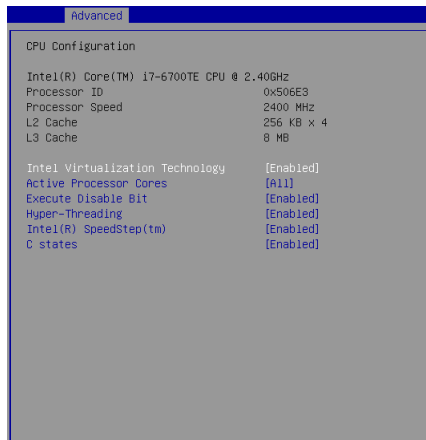 Advanced
CPU Configuration
Intel(R) Core(TM) i7-6700TE CPU @ 2.40GHz
Processor ID 0x506E3
Processor Speed 2400 MHz
L2 Cache 256 KB x 4
L3 Cache 8 MB
Intel Virtualization Technology [Enabled]
Active Processor Cores [All]
Execute Disable Bit [Enabled]
Hyper-Threading [Enabled]
Intel(R) SpeedStep(tm) [Enabled]
C states [Enabled]